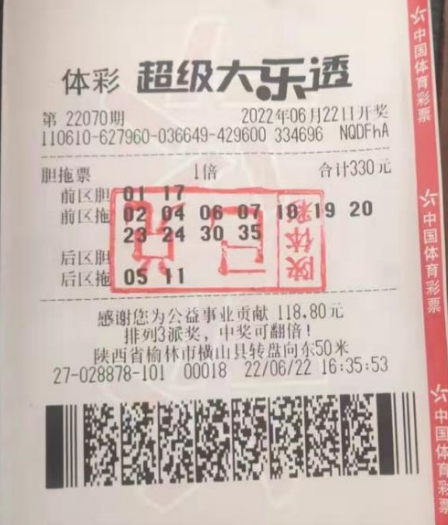 体彩 超级大乐透
第 22070期 2022年06月22日开奖
110610-627960-036649-429600 334696 NQDFhA
胆拖票 1倍 合计330元
前区胆 01 17
前区拖 02 04 06 07 19 20
23 24 30 35
后区胆
后区拖 05 11
陕体彩
感谢您为公益事业贡献 118.80元
排列3派奖，中奖可翻倍！
陕西省榆林市横山县转盘向东50米
27-028878-101 00018 22/06/22 16:35:53
中国体育彩票
中国体育彩票
中国体育彩票